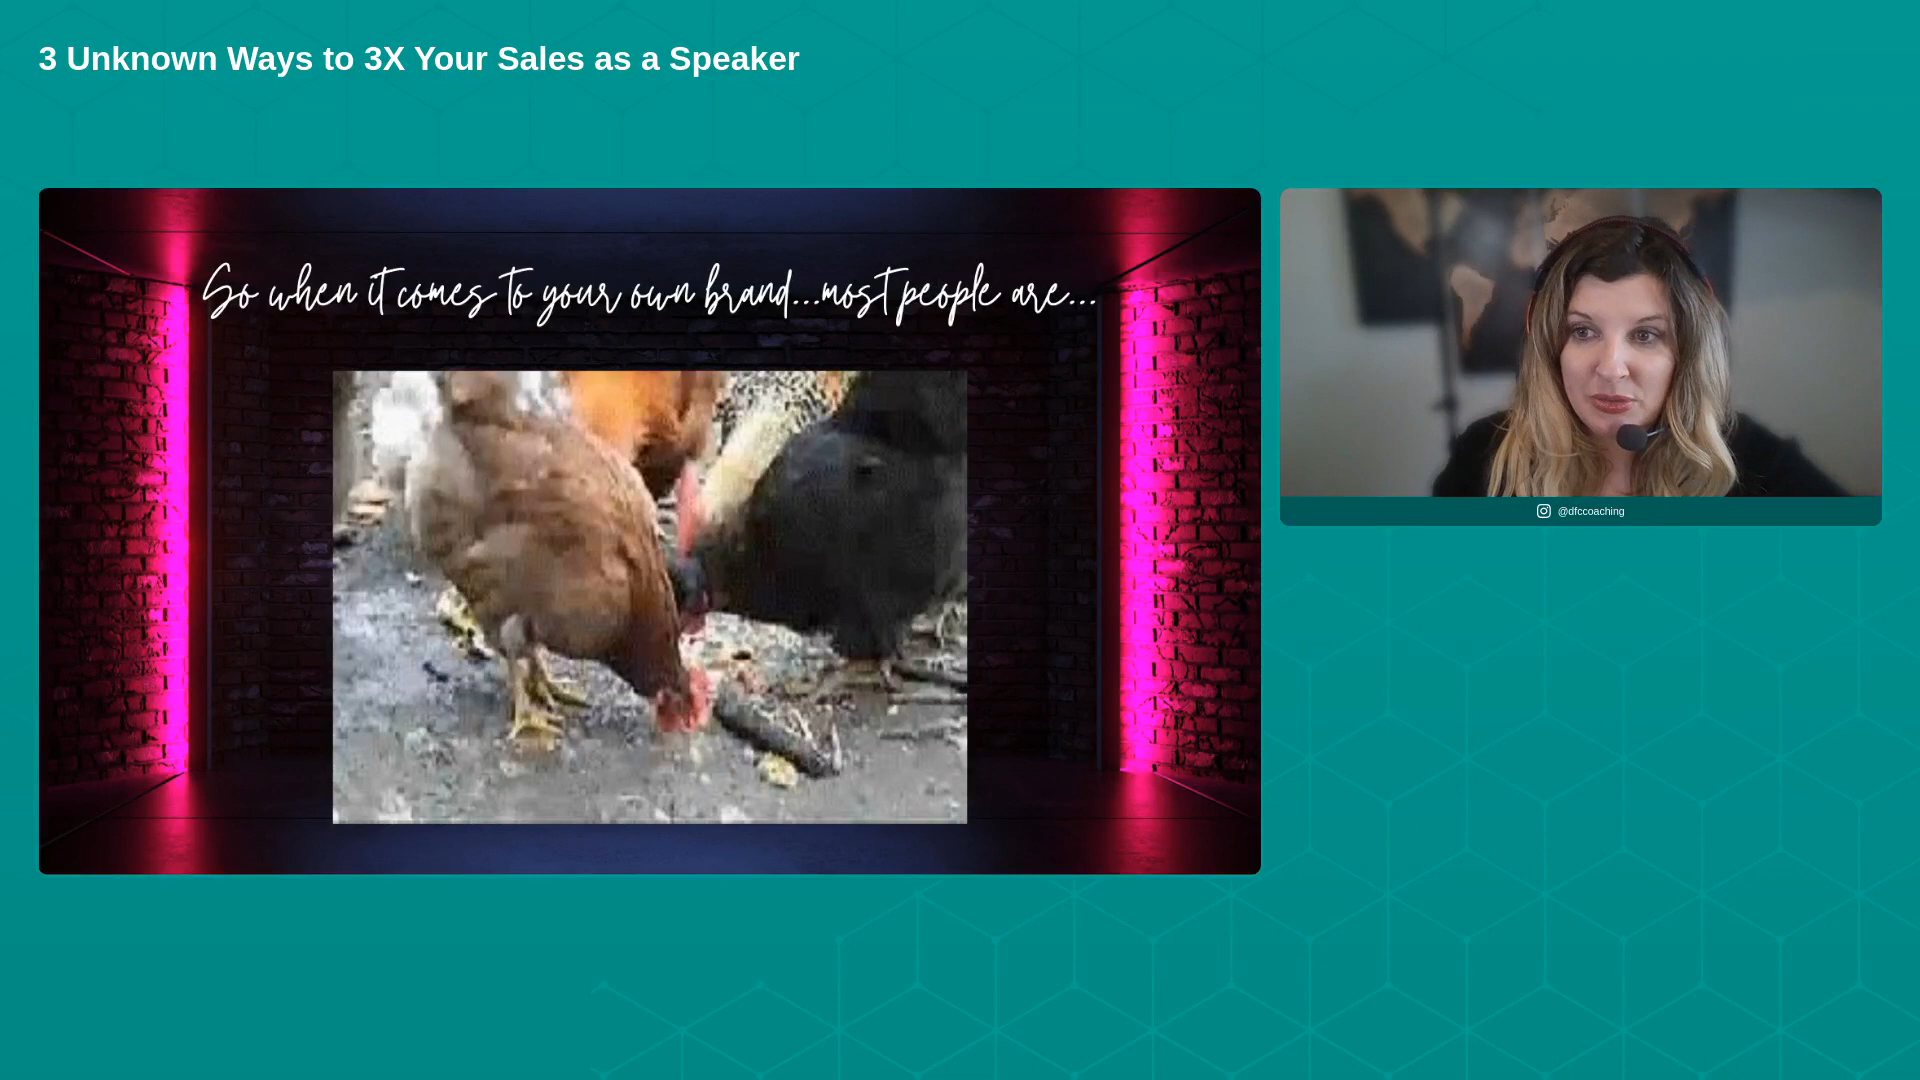 3 Unknown Ways to 3X Your Sales as a Speaker
So when it comes to your own brand...most people are...
@dfccoaching